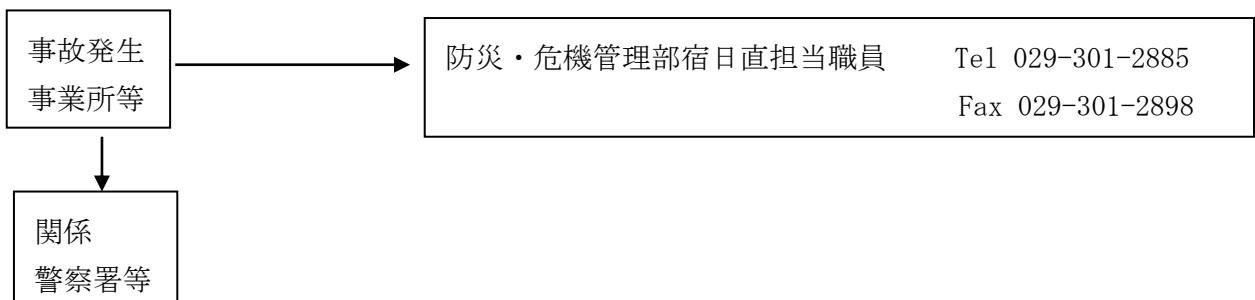 事故発生
事業所等
防災・危機管理部宿日直担当職員 Tel 029-301-2885
Fax 029-301-2898
関係
警察署等